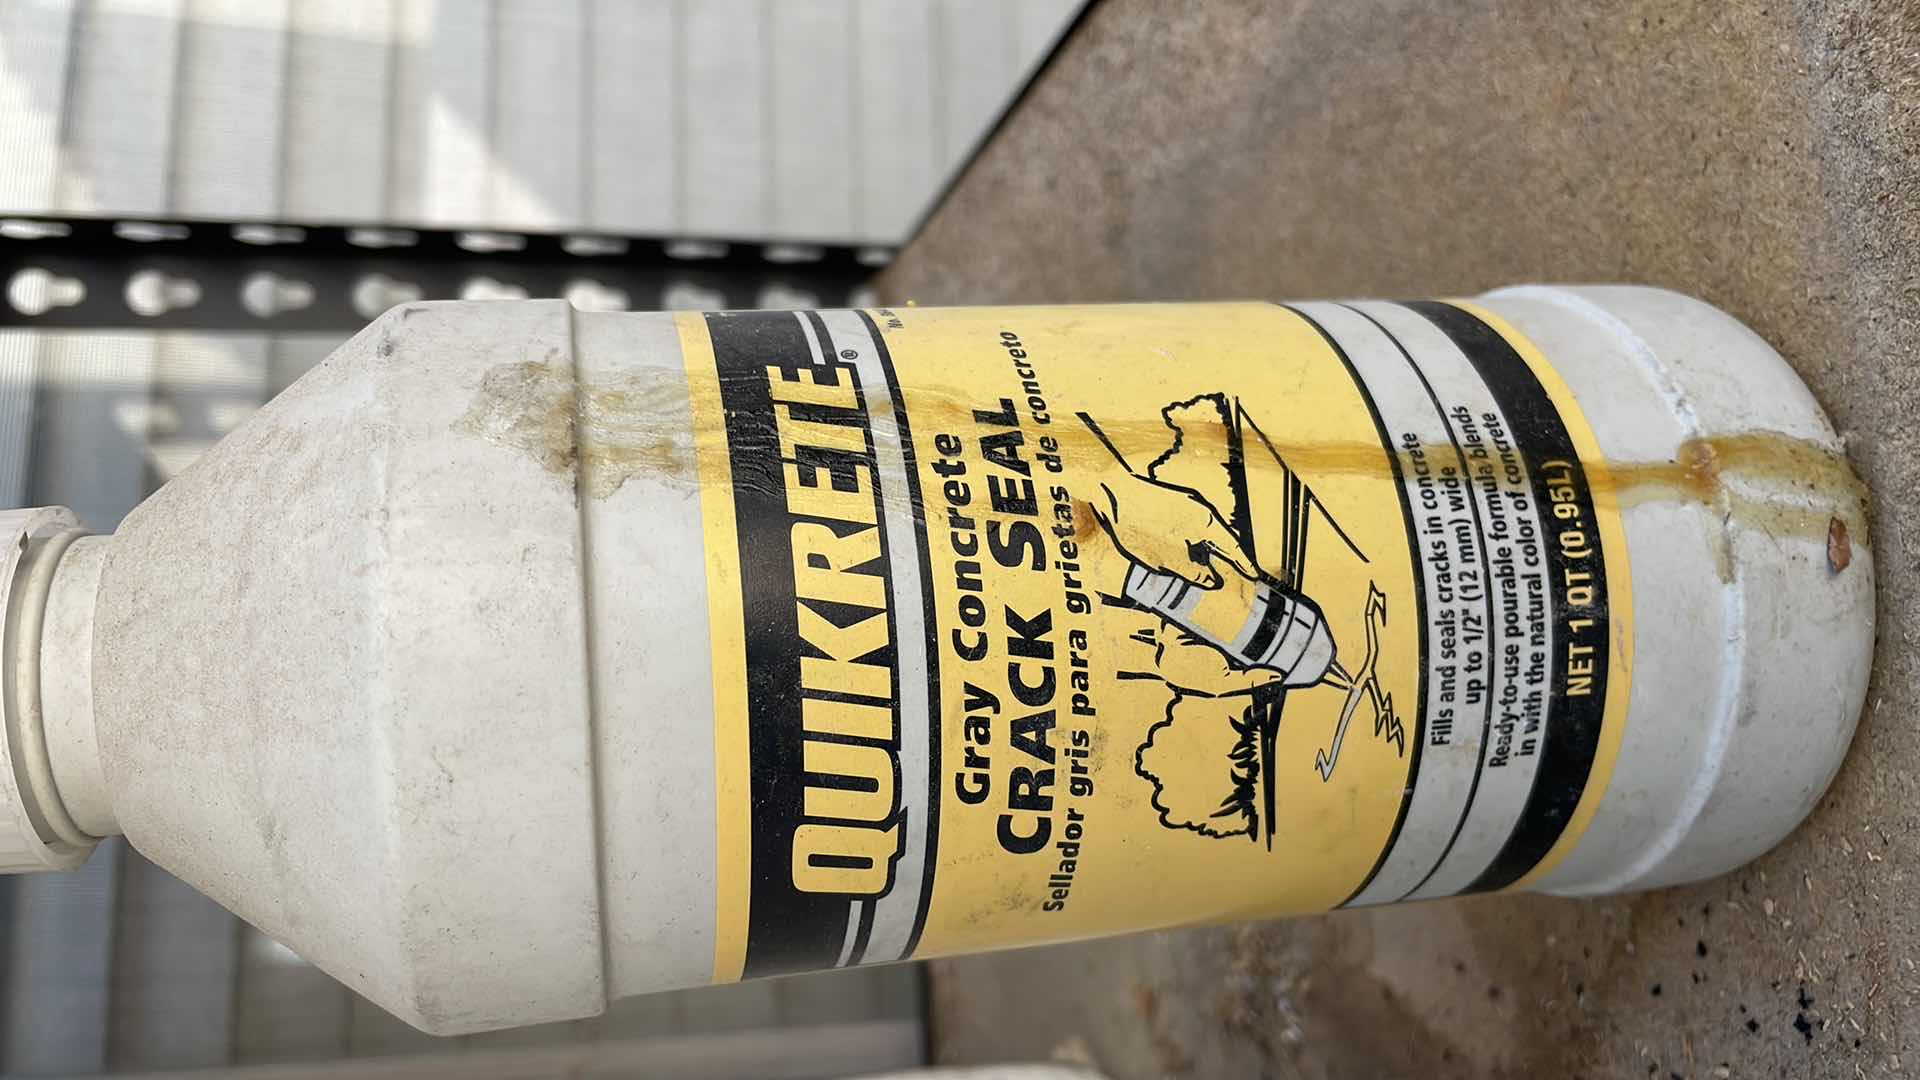 QUIKRETE®
Gray Concrete
CRACK SEAL
Sellador gris para grietas de concreto
Fills and seals cracks in concrete
up to 1/2" (12 mm) wide
Ready-to-use pourable formula blends
in with the natural color of concrete
NET 1 QT (0.95L)